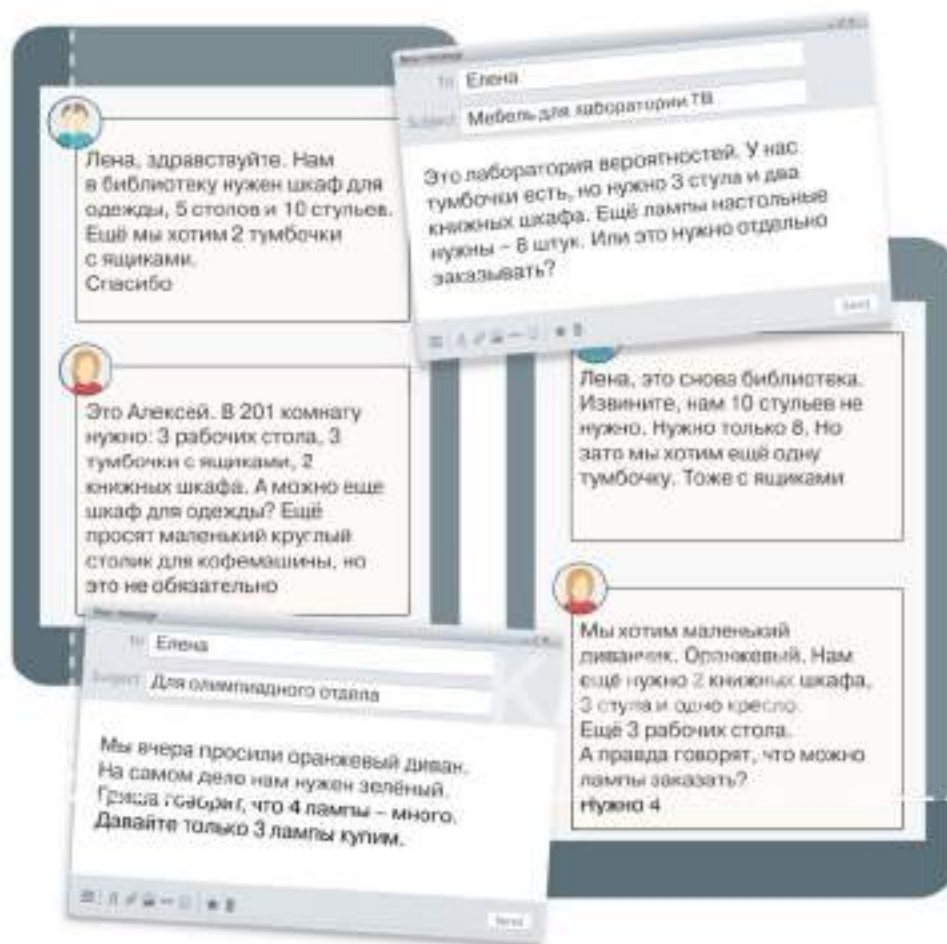 Лена, здравствуйте. Нам
в библиотеку нужен шкаф для
одежды, 5 столов и 10 стульев.
Ещё мы хотим 2 тумбочки
с ящиками.
Спасибо
Это Алексей. В 201 комнату
нужно: 3 рабочих стола, 3
тумбочки с ящиками, 2
книжных шкафа. А можно еще
шкаф для одежды? Ещё
просят маленький круглый
столик для кофемашины, но
это не обязательно
To Елена
Subject Мебель для лаборатории ТВ
Это лаборатория вероятностей. У нас
тумбочки есть, но нужно 3 стула и два
книжных шкафа. Ещё лампы настольные
нужны – 8 штук. Или это нужно отдельно
заказывать?
Send
Лена, это снова библиотека.
Извините, нам 10 стульев не
нужно. Нужно только 8. Но
зато мы хотим ещё одну
тумбочку. Тоже с ящиками
Мы хотим маленький
диванчик. Оранжевый. Нам
ещё нужно 2 книжных шкафа,
3 стула и одно кресло.
Ещё 3 рабочих стола.
А правда говорят, что можно
лампы заказать?
Нужно 4
To Елена
Subject Для олимпиадного отдела
Мы вчера просили оранжевый диван.
На самом деле нам нужен зелёный.
Гриша говорит, что 4 лампы – много.
Давайте только 3 лампы купим.
Send